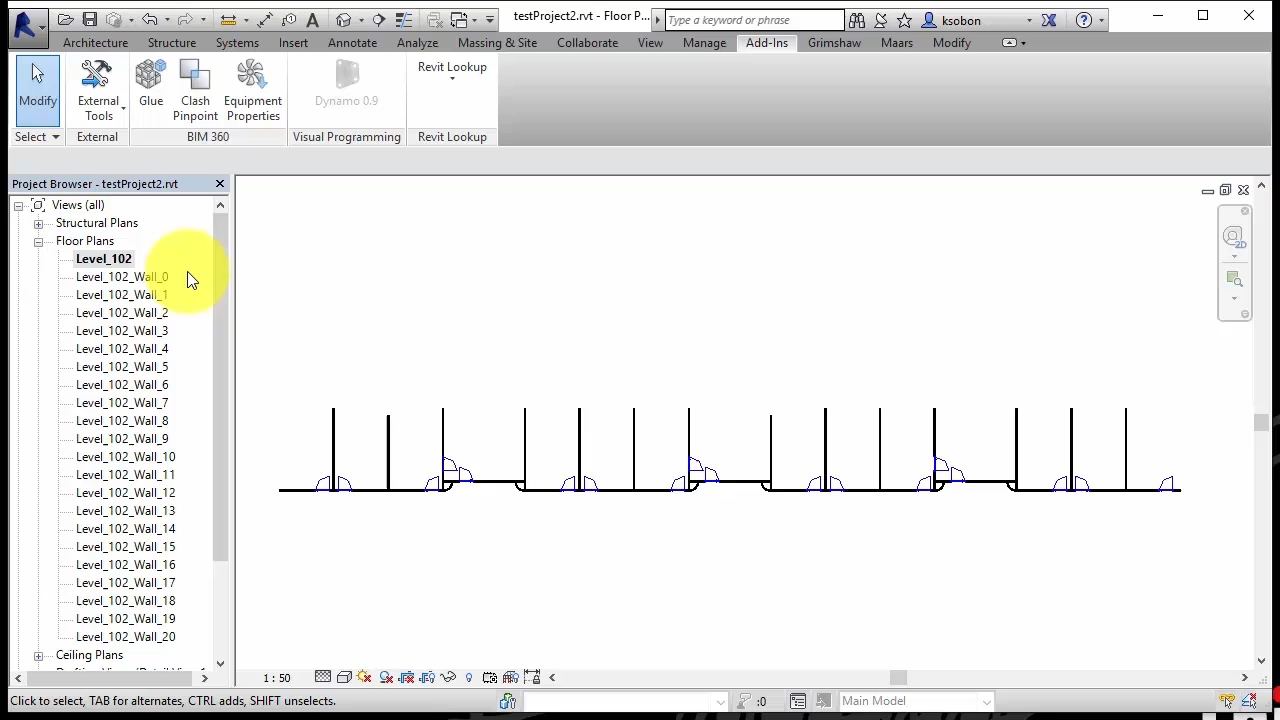 testProject2.rvt - Floor P...
Type a keyword or phrase
ksobon
Architecture Structure Systems Insert Annotate Analyze Massing & Site Collaborate View Manage Add-Ins Grimshaw Maars Modify
Modify
External Tools
Glue
Clash Pinpoint
Equipment Properties
Dynamo 0.9
Revit Lookup
Select External BIM 360 Visual Programming Revit Lookup
Project Browser - testProject2.rvt
Views (all)
Structural Plans
Floor Plans
Level_102
Level_102_Wall_0
Level_102_Wall_1
Level_102_Wall_2
Level_102_Wall_3
Level_102_Wall_4
Level_102_Wall_5
Level_102_Wall_6
Level_102_Wall_7
Level_102_Wall_8
Level_102_Wall_9
Level_102_Wall_10
Level_102_Wall_11
Level_102_Wall_12
Level_102_Wall_13
Level_102_Wall_14
Level_102_Wall_15
Level_102_Wall_16
Level_102_Wall_17
Level_102_Wall_18
Level_102_Wall_19
Level_102_Wall_20
Ceiling Plans
2D
1 : 50
Click to select, TAB for alternates, CTRL adds, SHIFT unselects.
:0
Main Model